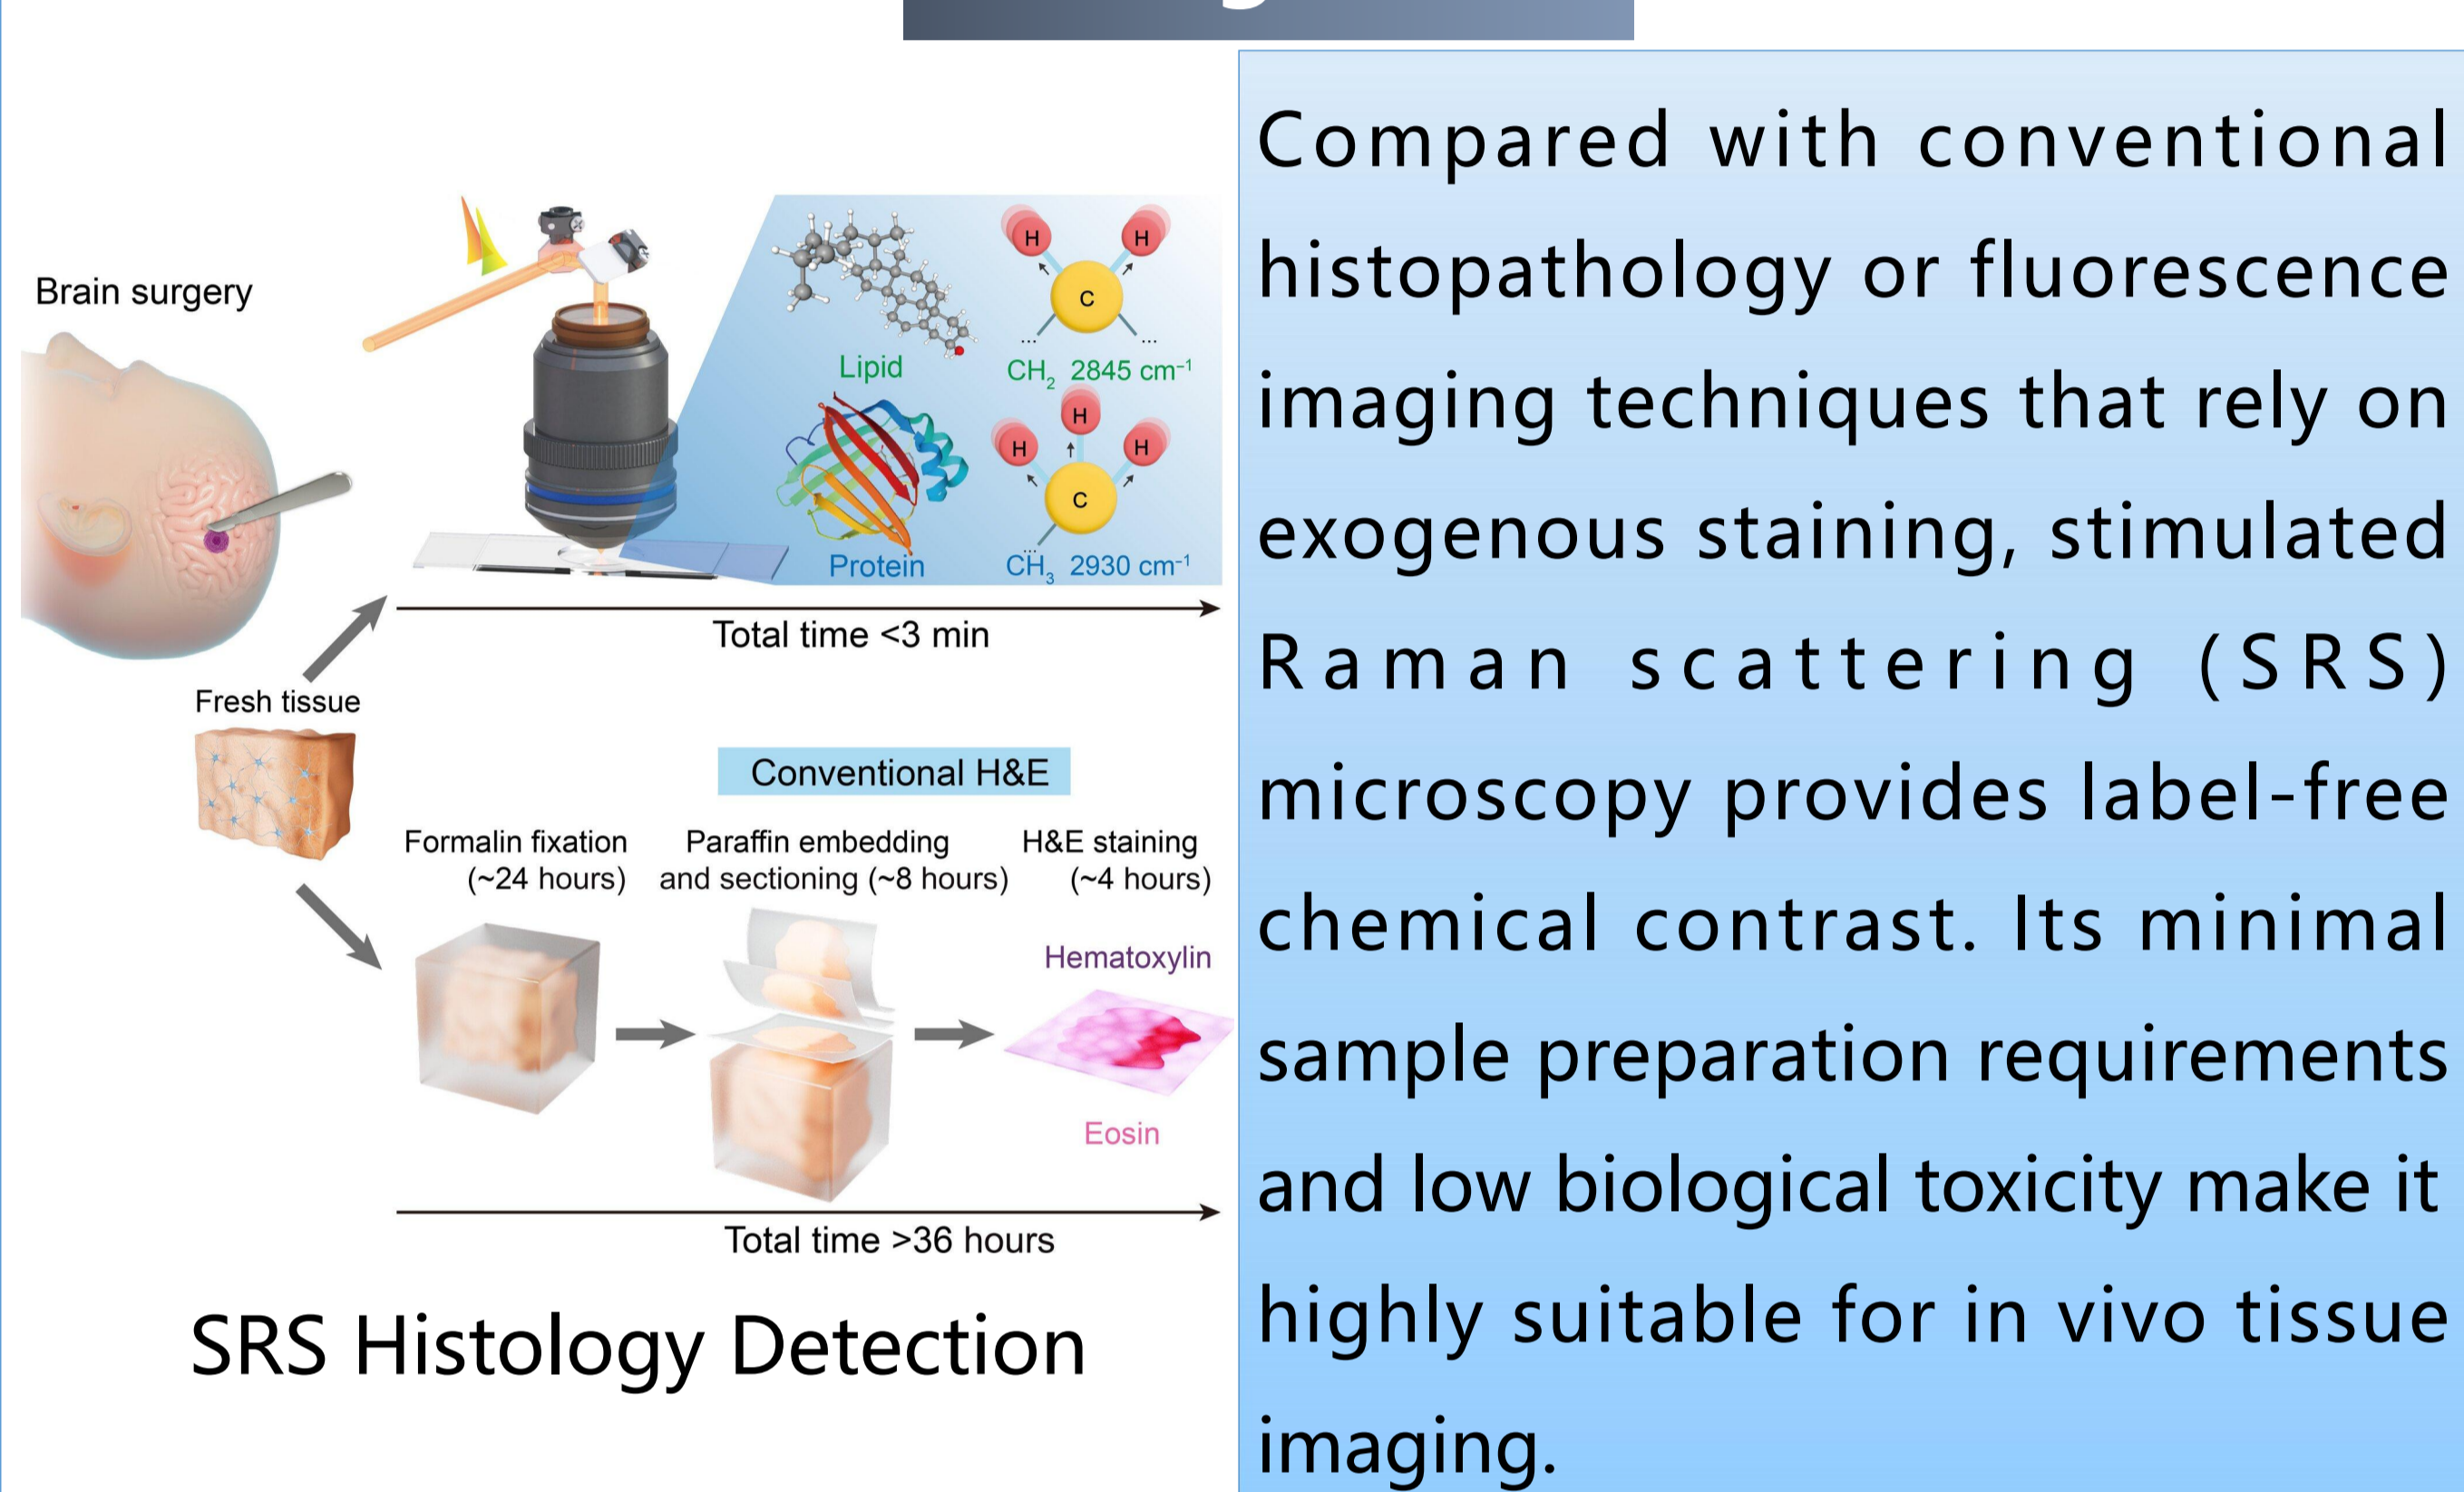 Brain surgery
H
H
C
...
...
Lipid
CH₂ 2845 cm⁻¹
H
H
H
C
...
Protein
CH₃ 2930 cm⁻¹
Total time <3 min
Fresh tissue
Conventional H&E
Formalin fixation
(~24 hours)
Paraffin embedding
and sectioning (~8 hours)
H&E staining
(~4 hours)
Hematoxylin
Eosin
Total time >36 hours
SRS Histology Detection
Compared with conventional
histopathology or fluorescence
imaging techniques that rely on
exogenous staining, stimulated
Raman scattering (SRS)
microscopy provides label-free
chemical contrast. Its minimal
sample preparation requirements
and low biological toxicity make it
highly suitable for in vivo tissue
imaging.